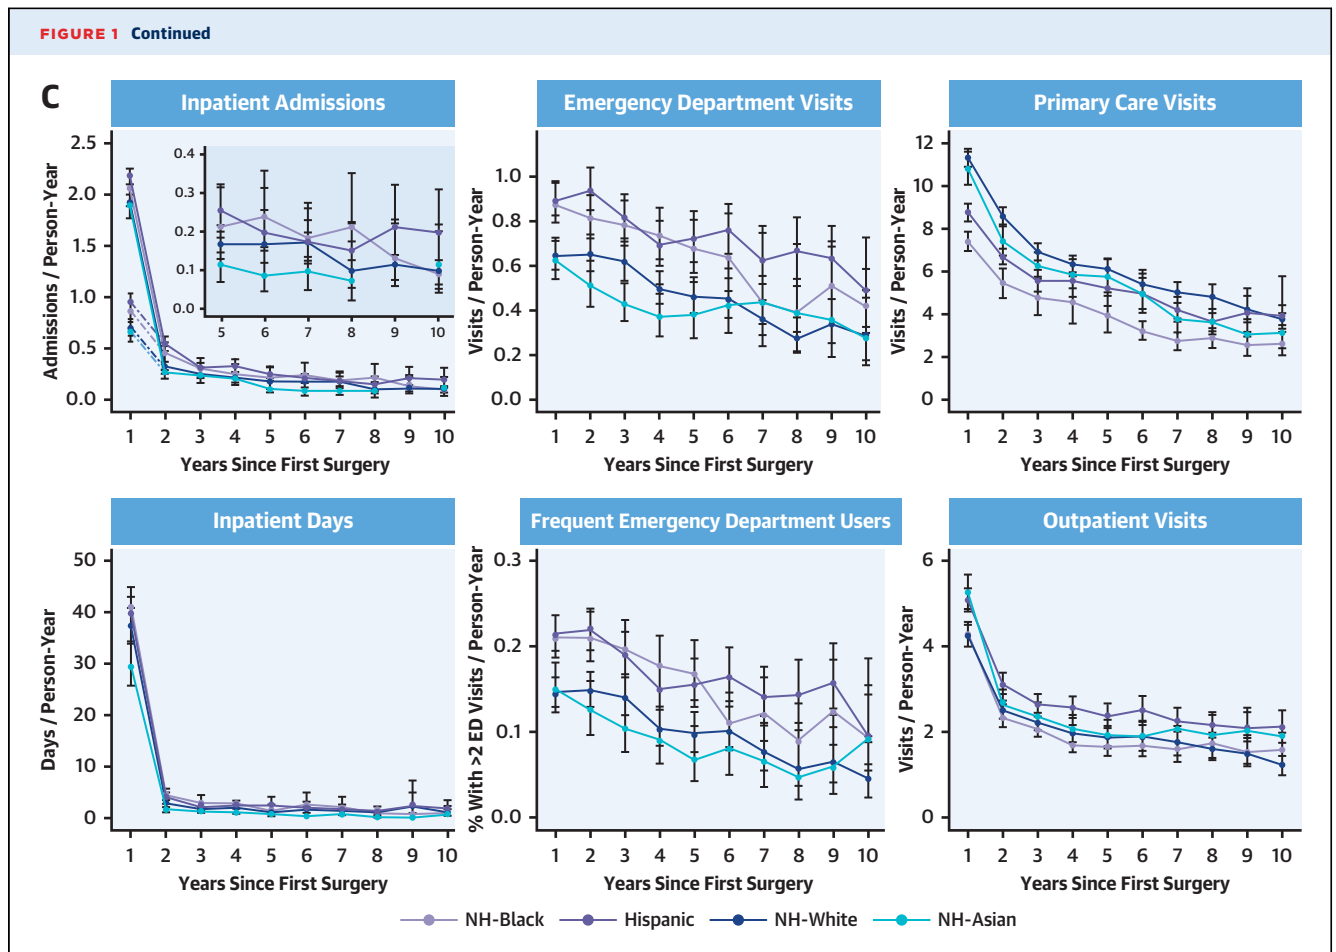 FIGURE 1 Continued
C
Inpatient Admissions
Admissions / Person-Year
2.5
2.0
1.5
1.0
0.5
0.0
0.4
0.3
0.2
0.1
0.0
5 6 7 8 9 10
1 2 3 4 5 6 7 8 9 10
Years Since First Surgery
Emergency Department Visits
Visits / Person-Year
1.0
0.8
0.6
0.4
0.2
0.0
1 2 3 4 5 6 7 8 9 10
Years Since First Surgery
Primary Care Visits
Visits / Person-Year
12
10
8
6
4
2
0
1 2 3 4 5 6 7 8 9 10
Years Since First Surgery
Inpatient Days
Days / Person-Year
50
40
30
20
10
0
1 2 3 4 5 6 7 8 9 10
Years Since First Surgery
Frequent Emergency Department Users
% With >2 ED Visits / Person-Year
0.3
0.2
0.1
0.0
1 2 3 4 5 6 7 8 9 10
Years Since First Surgery
Outpatient Visits
Visits / Person-Year
6
4
2
0
1 2 3 4 5 6 7 8 9 10
Years Since First Surgery
NH-Black Hispanic NH-White NH-Asian